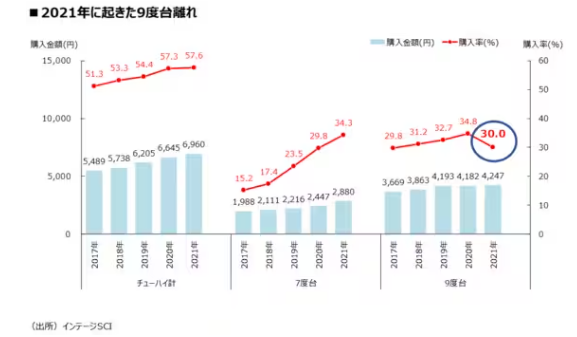 ■ 2021年に起きた9度台離れ
購入金額(円) 購入金額(円) 購入率(%) 購入率(%)
15,000 60
10,000 50
5,000 40
0 30
20
10
0
51.3 53.3 54.4 57.3 57.6
5,489 5,738 6,205 6,645 6,960
15.2 17.4 23.5 29.8 34.3
1,988 2,111 2,216 2,447 2,880
29.8 31.2 32.7 34.8 30.0
3,669 3,863 4,193 4,182 4,247
2017年 2018年 2019年 2020年 2021年 2017年 2018年 2019年 2020年 2021年 2017年 2018年 2019年 2020年 2021年
チューハイ計 7度台 9度台
（出所）インテージSCI